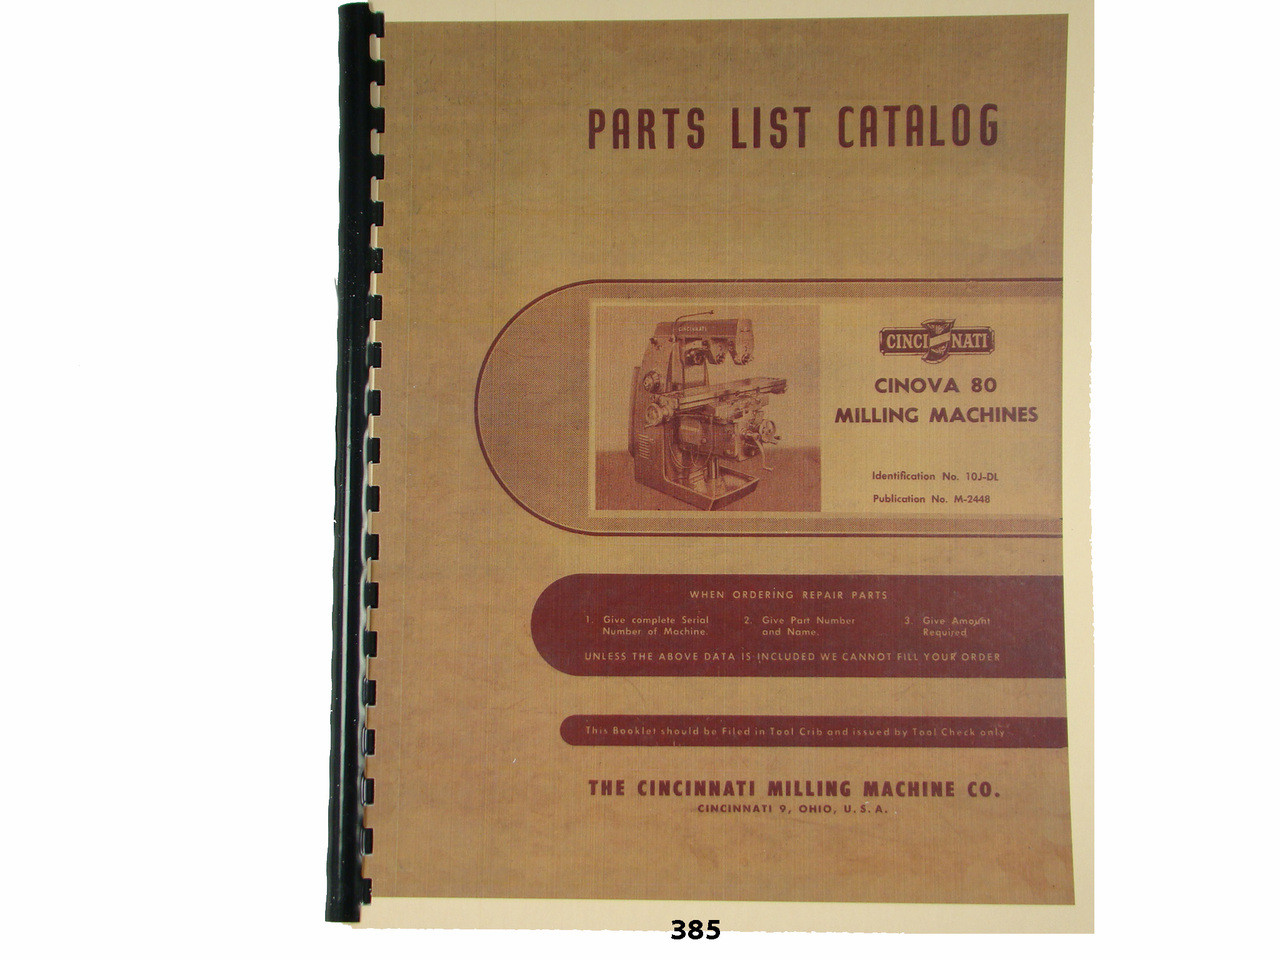 PARTS LIST CATALOG
CINCINNATI
CINCINNATI
CINOVA 80
MILLING MACHINES
Identification No. 10J-DL
Publication No. M-2448
WHEN ORDERING REPAIR PARTS
1. Give complete Serial Number of Machine.
2. Give Part Number and Name.
3. Give Amount Required
UNLESS THE ABOVE DATA IS INCLUDED WE CANNOT FILL YOUR ORDER
This Booklet should be Filed in Tool Crib and issued by Tool Check only
THE CINCINNATI MILLING MACHINE CO.
CINCINNATI 9, OHIO, U.S.A.
385